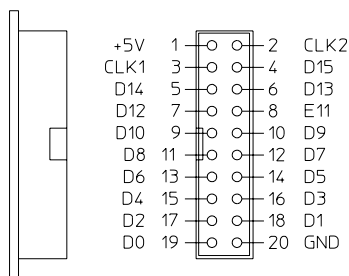 +5V 1 2 CLK2
CLK1 3 4 D15
D14 5 6 D13
D12 7 8 E11
D10 9 10 D9
D8 11 12 D7
D6 13 14 D5
D4 15 16 D3
D2 17 18 D1
D0 19 20 GND